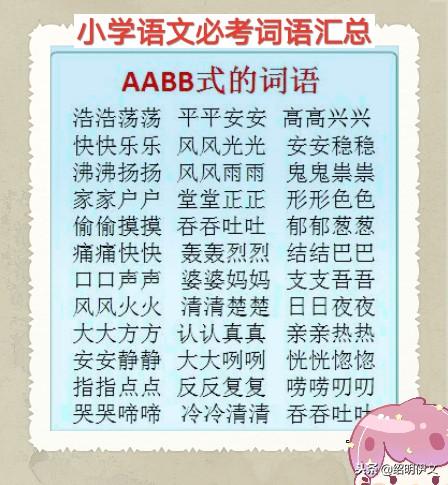 小学语文必考词语汇总
AABB式的词语
浩浩荡荡 平平安安 高高兴兴
快快乐乐 风风光光 安安稳稳
沸沸扬扬 风风雨雨 鬼鬼祟祟
家家户户 堂堂正正 形形色色
偷偷摸摸 吞吞吐吐 郁郁葱葱
痛痛快快 轰轰烈烈 结结巴巴
口口声声 婆婆妈妈 支支吾吾
风风火火 清清楚楚 日日夜夜
大大方方 认认真真 亲亲热热
安安静静 大大咧咧 恍恍惚惚
指指点点 反反复复 唠唠叨叨
哭哭啼啼 冷冷清清 吞吞吐吐
头条 @绍明伊文